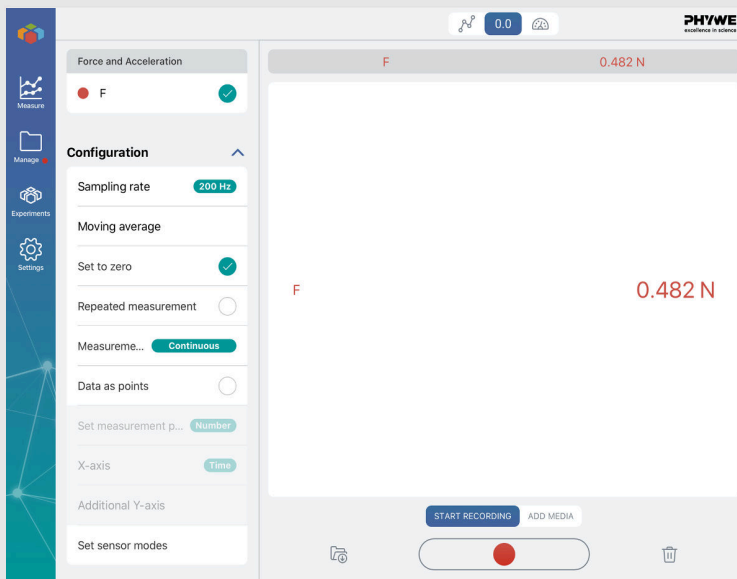 0.0
PHYWE
excellence in science
Measure
Manage
Experiments
Settings
Force and Acceleration
F
Configuration
Sampling rate 200 Hz
Moving average
Set to zero
Repeated measurement
Measureme... Continuous
Data as points
Set measurement p... Number
X-axis Time
Additional Y-axis
Set sensor modes
F 0.482 N
F 0.482 N
START RECORDING ADD MEDIA